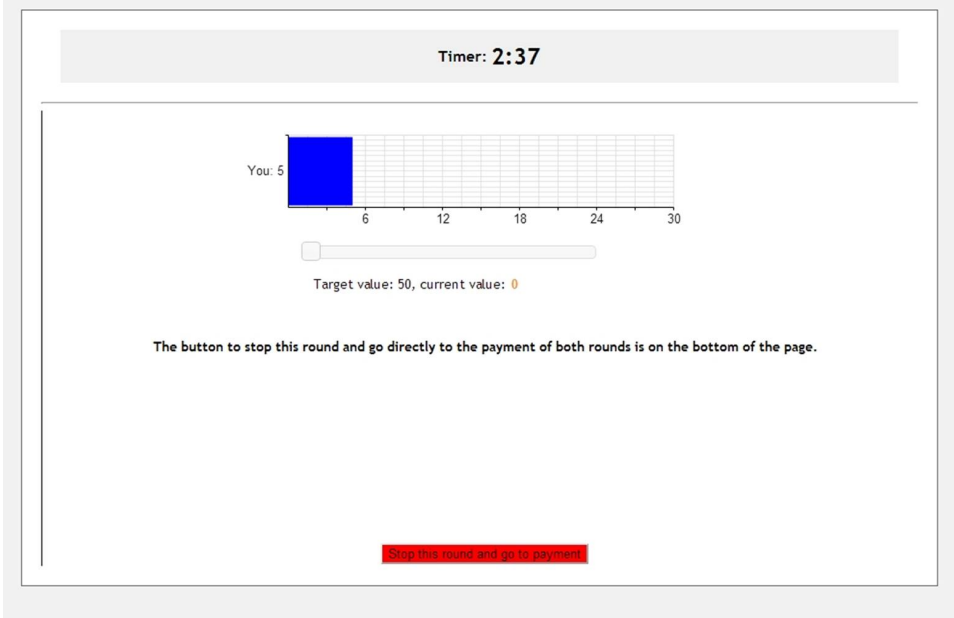 Timer: 2:37
You: 5
6 12 18 24 30
Target value: 50, current value: 0
The button to stop this round and go directly to the payment of both rounds is on the bottom of the page.
Stop this round and go to payment